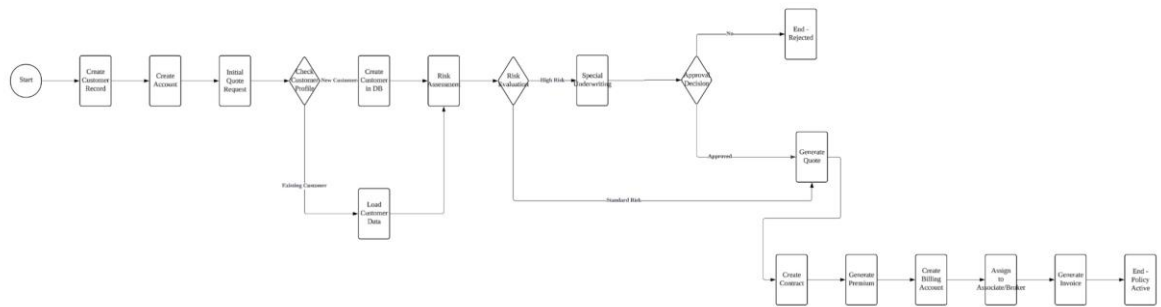 Start
Create
Customer
Record
Create
Account
Initial
Quote
Request
Check
Customer
Profile
New Customer
Create
Customer
in DB
Risk
Assessment
Risk
Evaluation
High Risk
Special
Underwriting
Approval
Decision
No
End -
Rejected
Approved
Generate
Quote
Existing Customer
Load
Customer
Data
Standard Risk
Create
Contract
Generate
Premium
Create
Billing
Account
Assign
to
Associate/Broker
Generate
Invoice
End -
Policy
Active